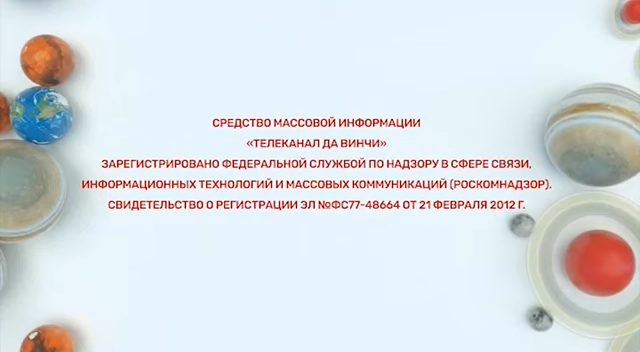 СРЕДСТВО МАССОВОЙ ИНФОРМАЦИИ
«ТЕЛЕКАНАЛ ДА ВИНЧИ»
ЗАРЕГИСТРИРОВАНО ФЕДЕРАЛЬНОЙ СЛУЖБОЙ ПО НАДЗОРУ В СФЕРЕ СВЯЗИ,
ИНФОРМАЦИОННЫХ ТЕХНОЛОГИЙ И МАССОВЫХ КОММУНИКАЦИЙ (РОСКОМНАДЗОР).
СВИДЕТЕЛЬСТВО О РЕГИСТРАЦИИ ЭЛ №ФС77-48664 ОТ 21 ФЕВРАЛЯ 2012 Г.